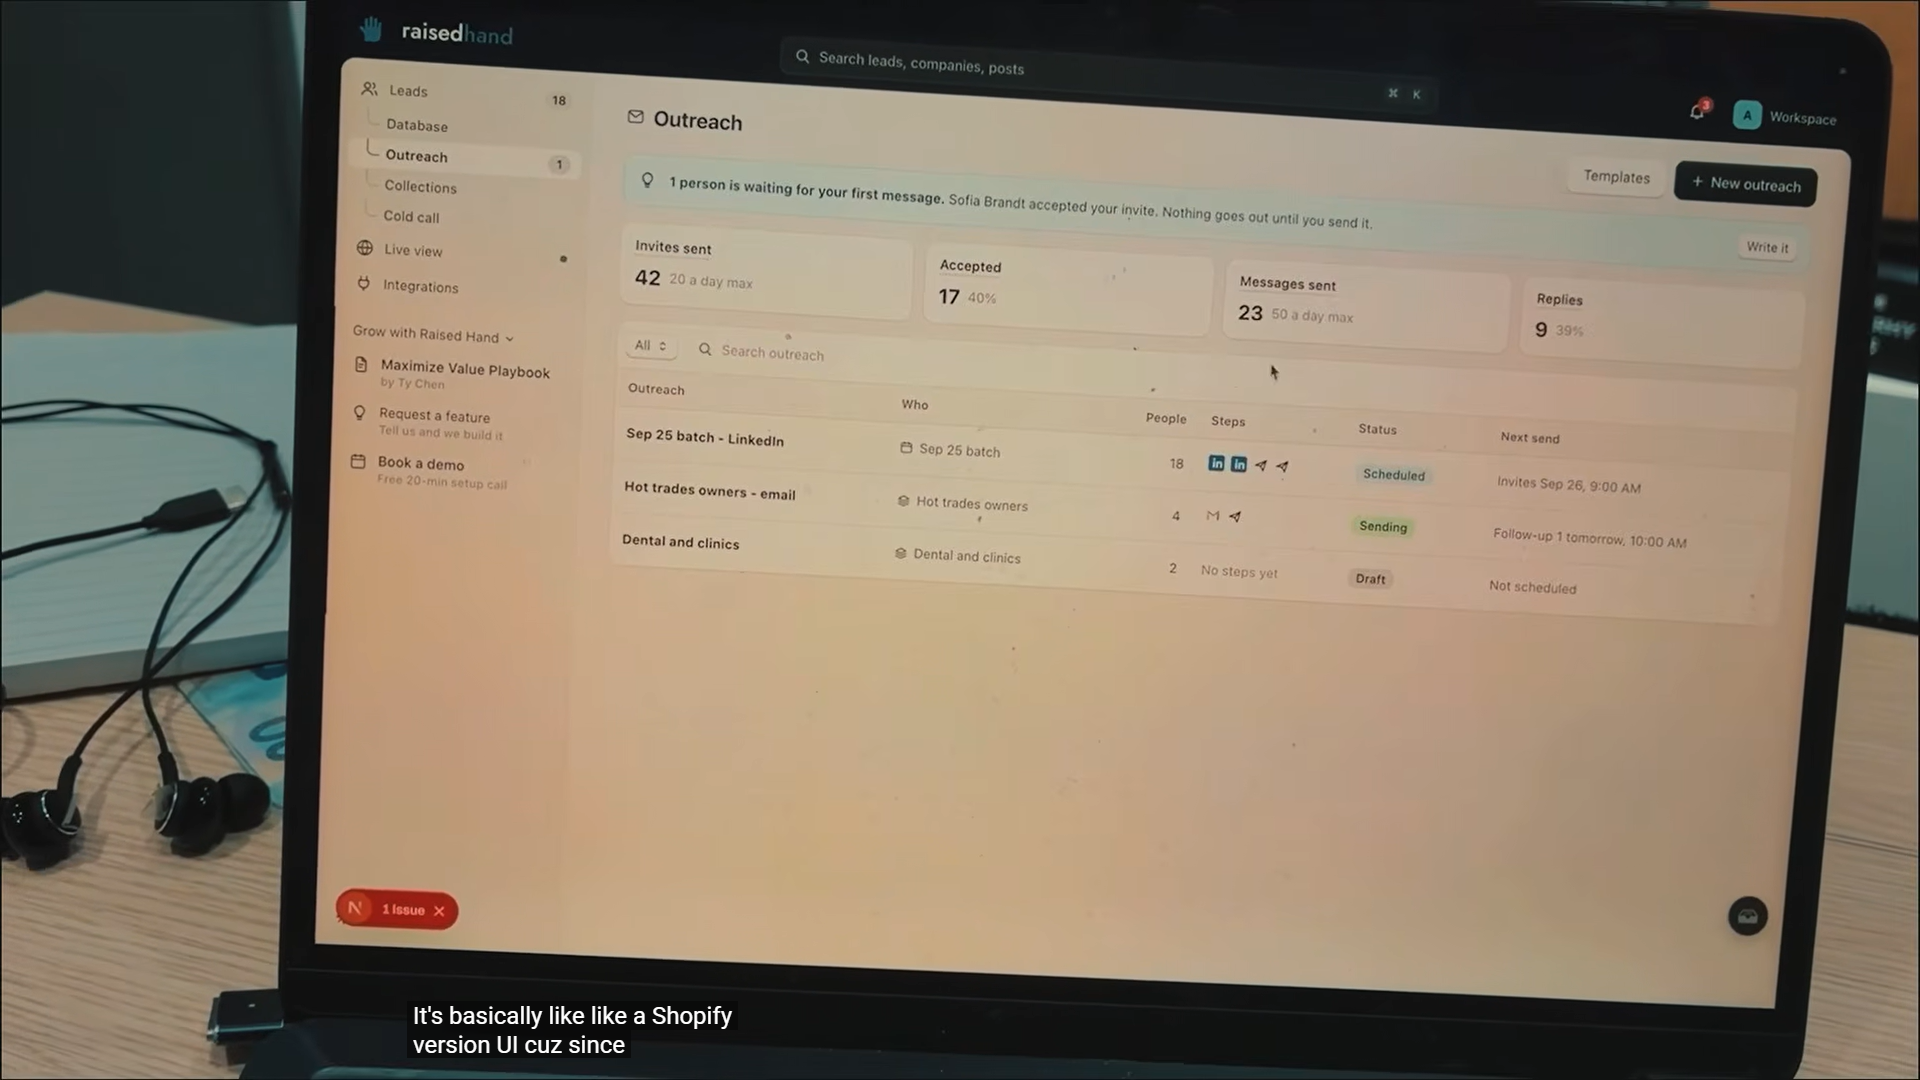 raisedhand
Search leads, companies, posts
⌘ K
3
A Workspace
Leads 18
Database
Outreach 1
Collections
Cold call
Live view
Integrations
Grow with Raised Hand
Maximize Value Playbook
by Ty Chen
Request a feature
Tell us and we build it
Book a demo
Free 20-min setup call
Outreach
Templates
+ New outreach
1 person is waiting for your first message. Sofia Brandt accepted your invite. Nothing goes out until you send it.
Write it
Invites sent
42 20 a day max
Accepted
17 40%
Messages sent
23 50 a day max
Replies
9 39%
All
Search outreach
Outreach Who People Steps Status Next send
Sep 25 batch - LinkedIn Sep 25 batch 18 in in Scheduled Invites Sep 26, 9:00 AM
Hot trades owners - email Hot trades owners 4 Sending Follow-up 1 tomorrow, 10:00 AM
Dental and clinics Dental and clinics 2 No steps yet Draft Not scheduled
N 1 Issue
It's basically like like a Shopify
version UI cuz since